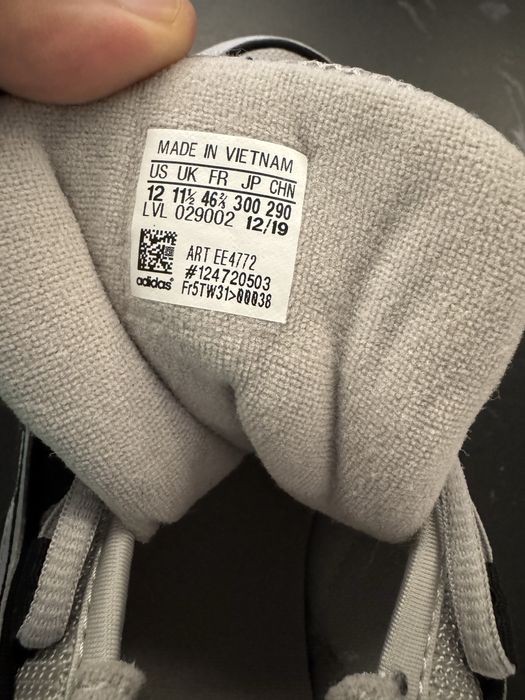 MADE IN VIETNAM
US UK FR JP CHN
12 11½ 46⅔ 300 290
LVL 029002 12/19
ART EE4772
#124720503
adidas® Fr5TW31>00038